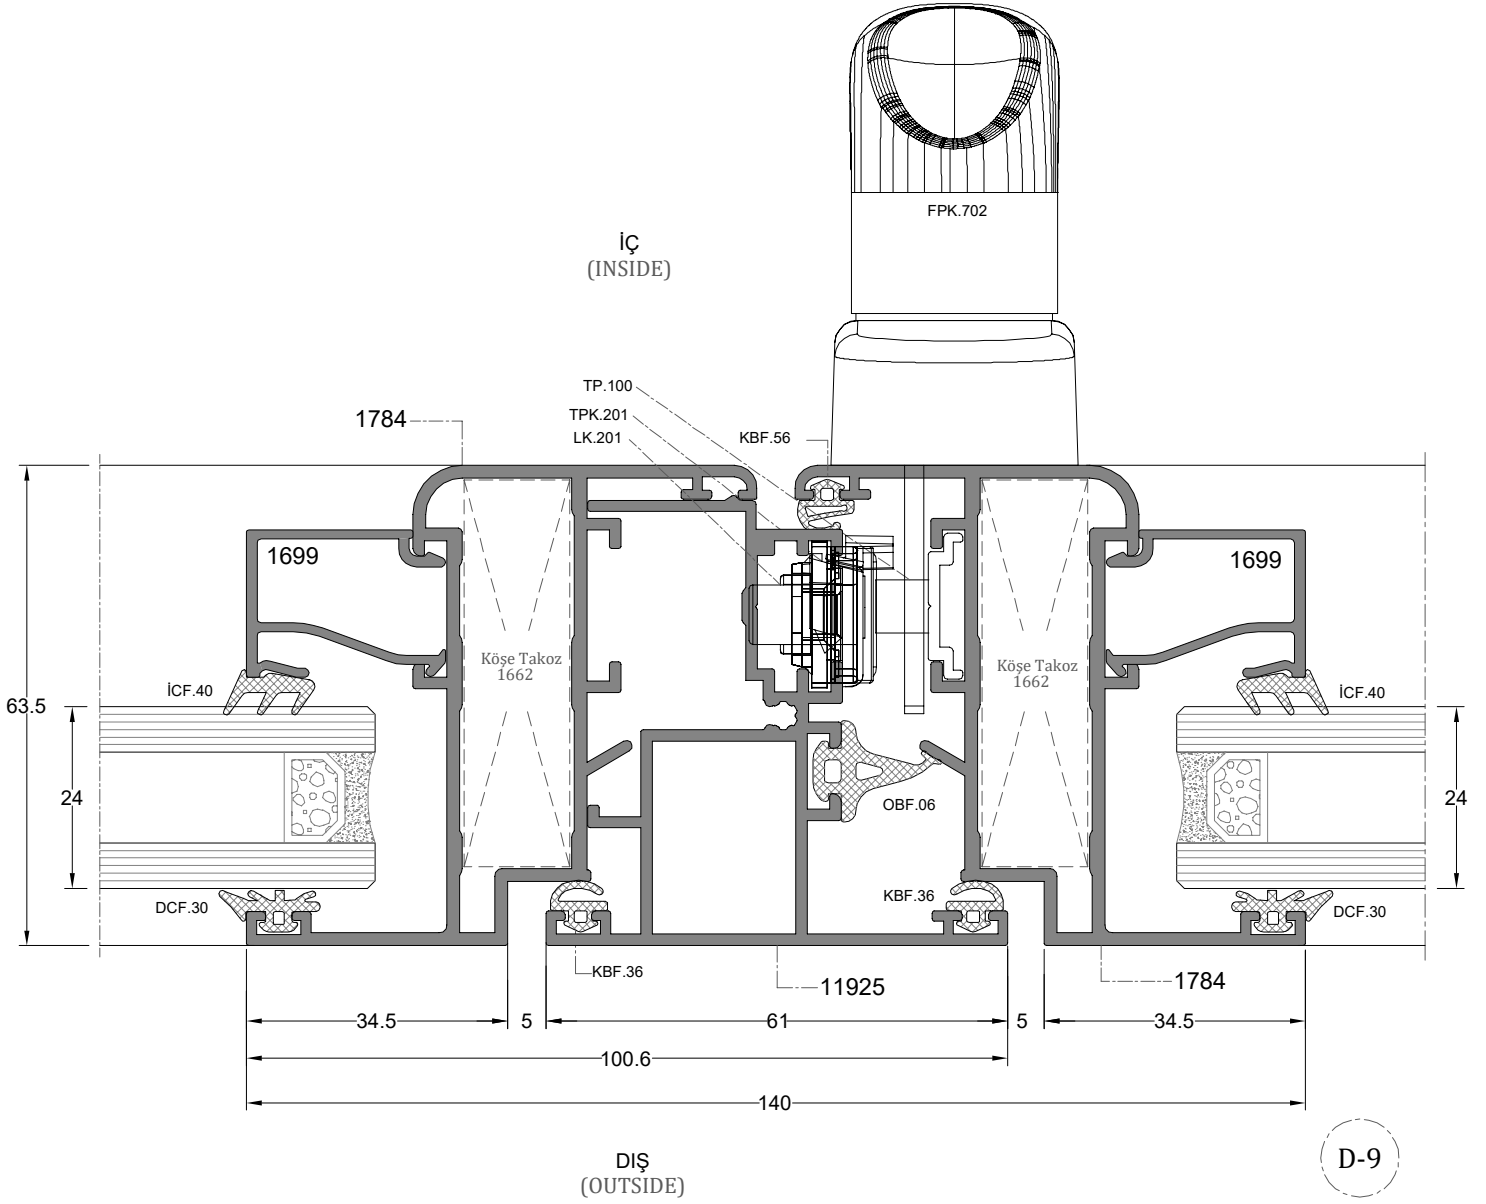 FPK.702
İÇ
(INSIDE)
TP.100
TPK.201
LK.201
1784
KBF.56
1699
1699
Köşe Takoz
1662
Köşe Takoz
1662
İCF.40
İCF.40
63.5
24
24
OBF.06
DCF.30
KBF.36
DCF.30
KBF.36
11925
1784
34.5
5
61
5
34.5
100.6
140
DIŞ
(OUTSIDE)
D-9